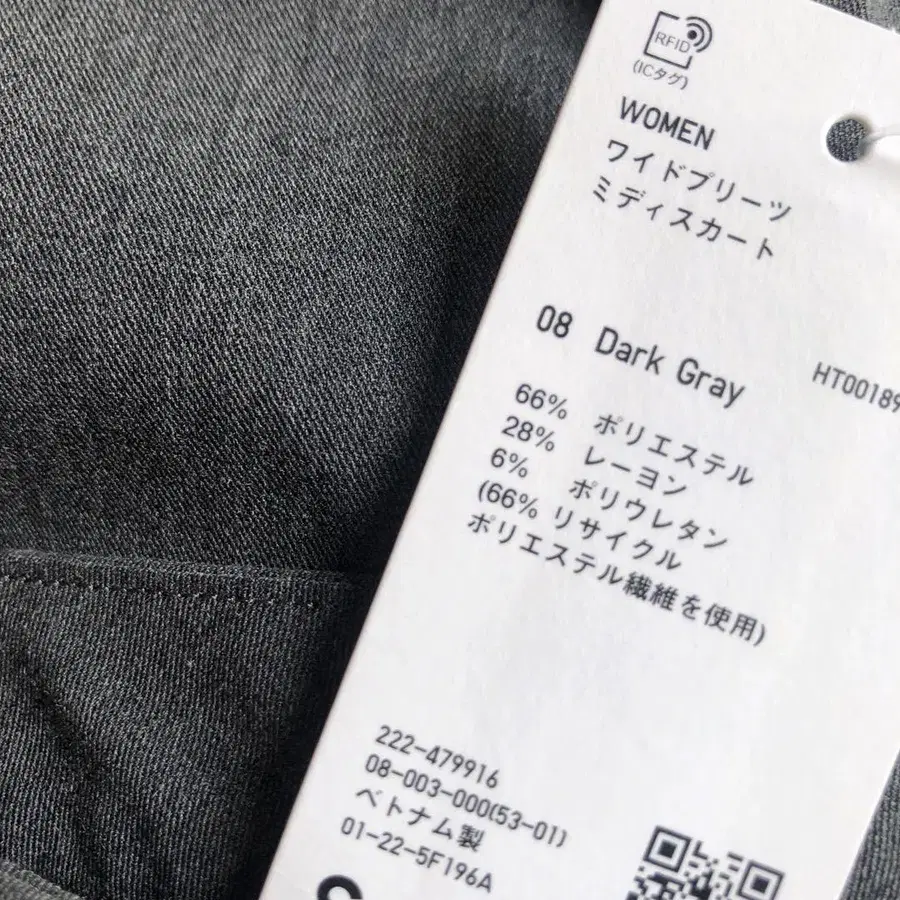 RFID
(ICタグ)
WOMEN
ワイドプリーツ
ミディスカート
08 Dark Gray
HT00189
66% ポリエステル
28% レーヨン
6% ポリウレタン
(66% リサイクル
ポリエステル繊維を使用)
222-479916
08-003-000(53-01)
ベトナム製
01-22-5F196A
S